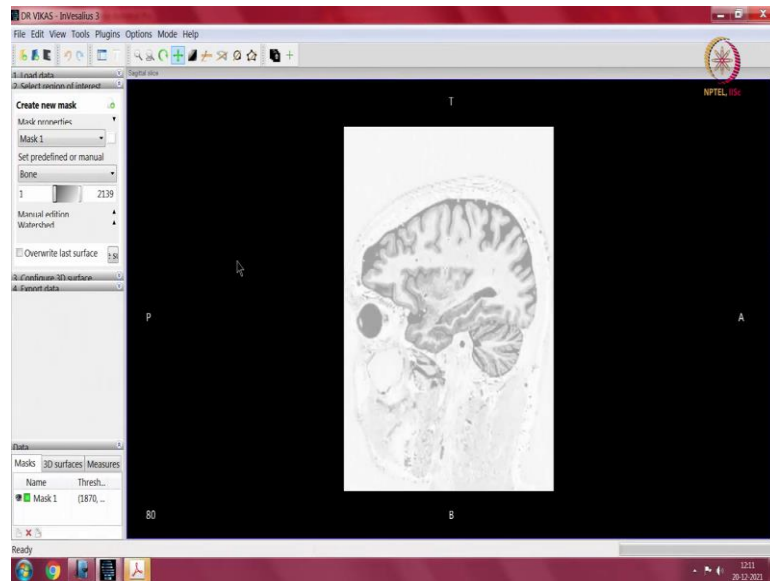 DR VIKAS - InVesalius 3
File Edit View Tools Plugins Options Mode Help
NPTEL, IISc
1. Load data
Sagital slice
2. Select region of interest
Create new mask
Mask properties
Mask 1
Set predefined or manual
Bone
1 2139
Manual edition
Watershed
Overwrite last surface
3. Configure 3D surface
4. Export data
T
P
A
80
B
Data
Masks 3D surfaces Measures
Name Thresh..
Mask 1 (1870, ...
Ready
12:11
20-12-2021